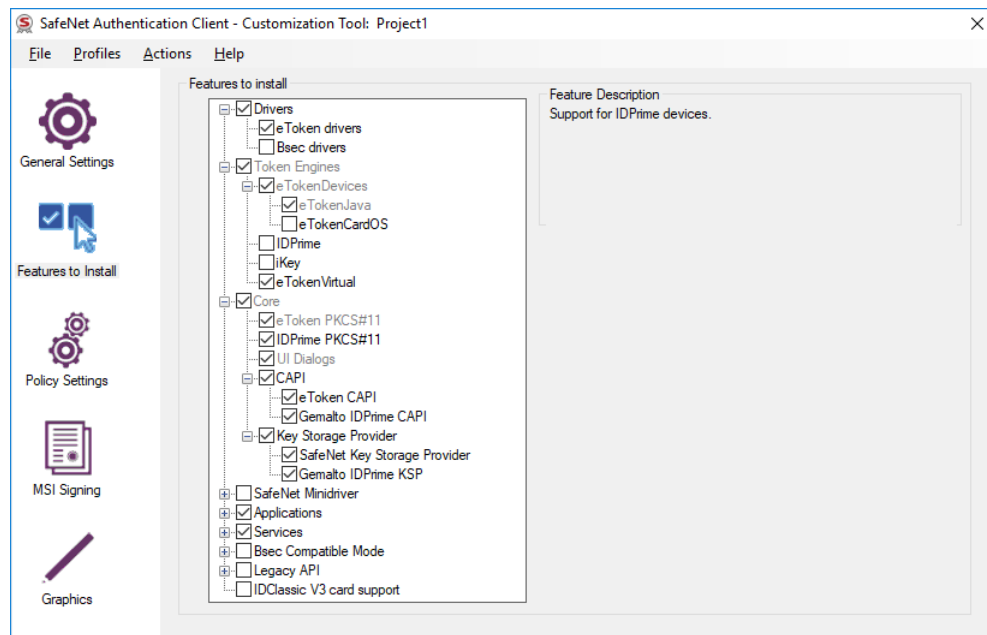 SafeNet Authentication Client - Customization Tool: Project1
File Profiles Actions Help
General Settings
Features to Install
Policy Settings
MSI Signing
Graphics
Features to install
Drivers
eToken drivers
Bsec drivers
Token Engines
eTokenDevices
eTokenJava
eTokenCardOS
IDPrime
iKey
eTokenVirtual
Core
eToken PKCS#11
IDPrime PKCS#11
UI Dialogs
CAPI
eToken CAPI
Gemalto IDPrime CAPI
Key Storage Provider
SafeNet Key Storage Provider
Gemalto IDPrime KSP
SafeNet Minidriver
Applications
Services
Bsec Compatible Mode
Legacy API
IDClassic V3 card support
Feature Description
Support for IDPrime devices.